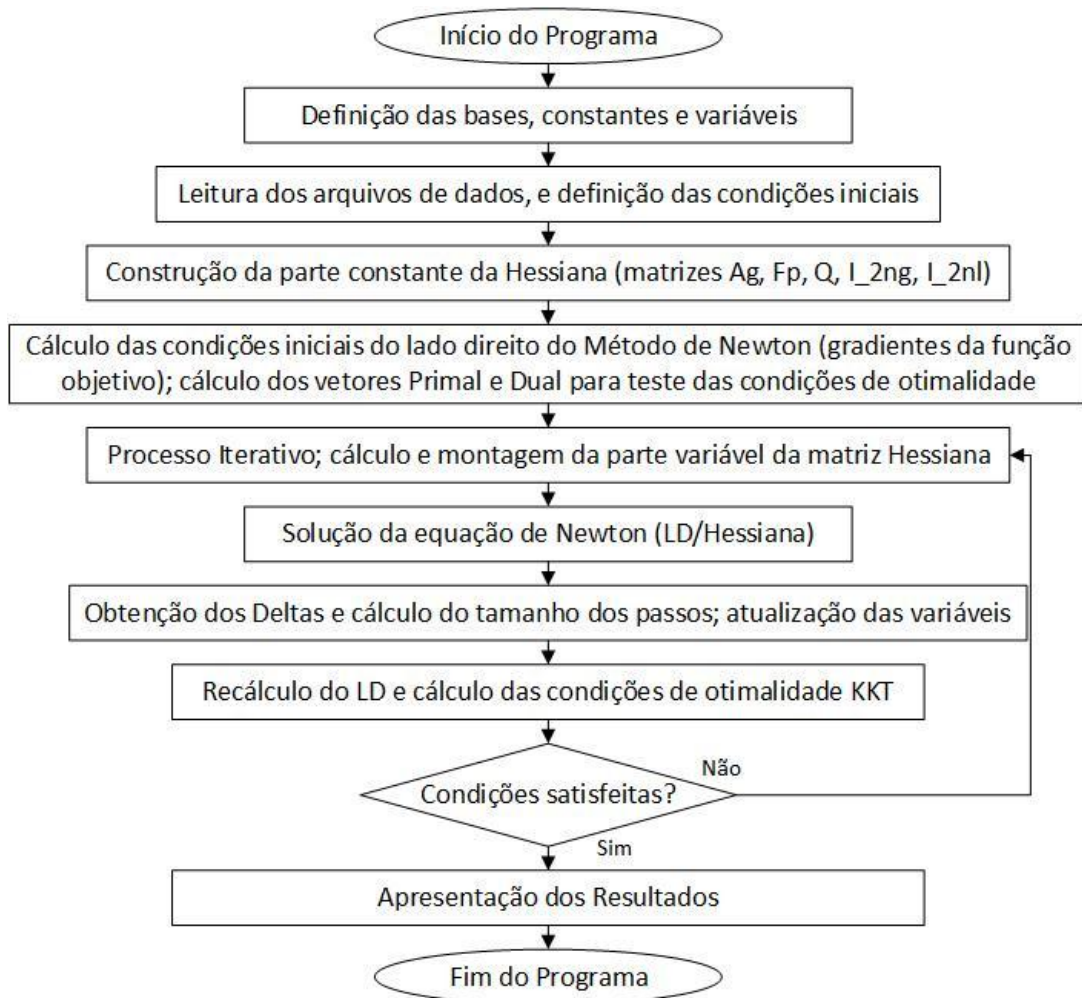 Início do Programa
Definição das bases, constantes e variáveis
Leitura dos arquivos de dados, e definição das condições iniciais
Construção da parte constante da Hessiana (matrizes Ag, Fp, Q, I_2ng, I_2nl)
Cálculo das condições iniciais do lado direito do Método de Newton (gradientes da função
objetivo); cálculo dos vetores Primal e Dual para teste das condições de otimalidade
Processo Iterativo; cálculo e montagem da parte variável da matriz Hessiana
Solução da equação de Newton (LD/Hessiana)
Obtenção dos Deltas e cálculo do tamanho dos passos; atualização das variáveis
Recálculo do LD e cálculo das condições de otimalidade KKT
Não
Condições satisfeitas?
Sim
Apresentação dos Resultados
Fim do Programa